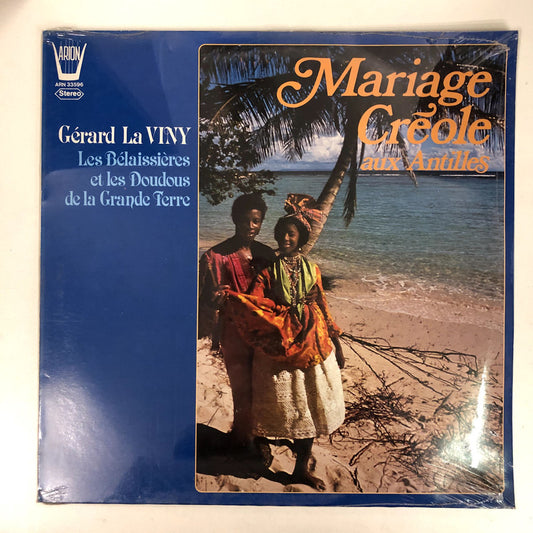 ARION
ARN 33596
Stereo
Gérard La VINY
Les Bélaissières
et les Doudous
de la Grande Terre
Mariage
Créole
aux Antilles